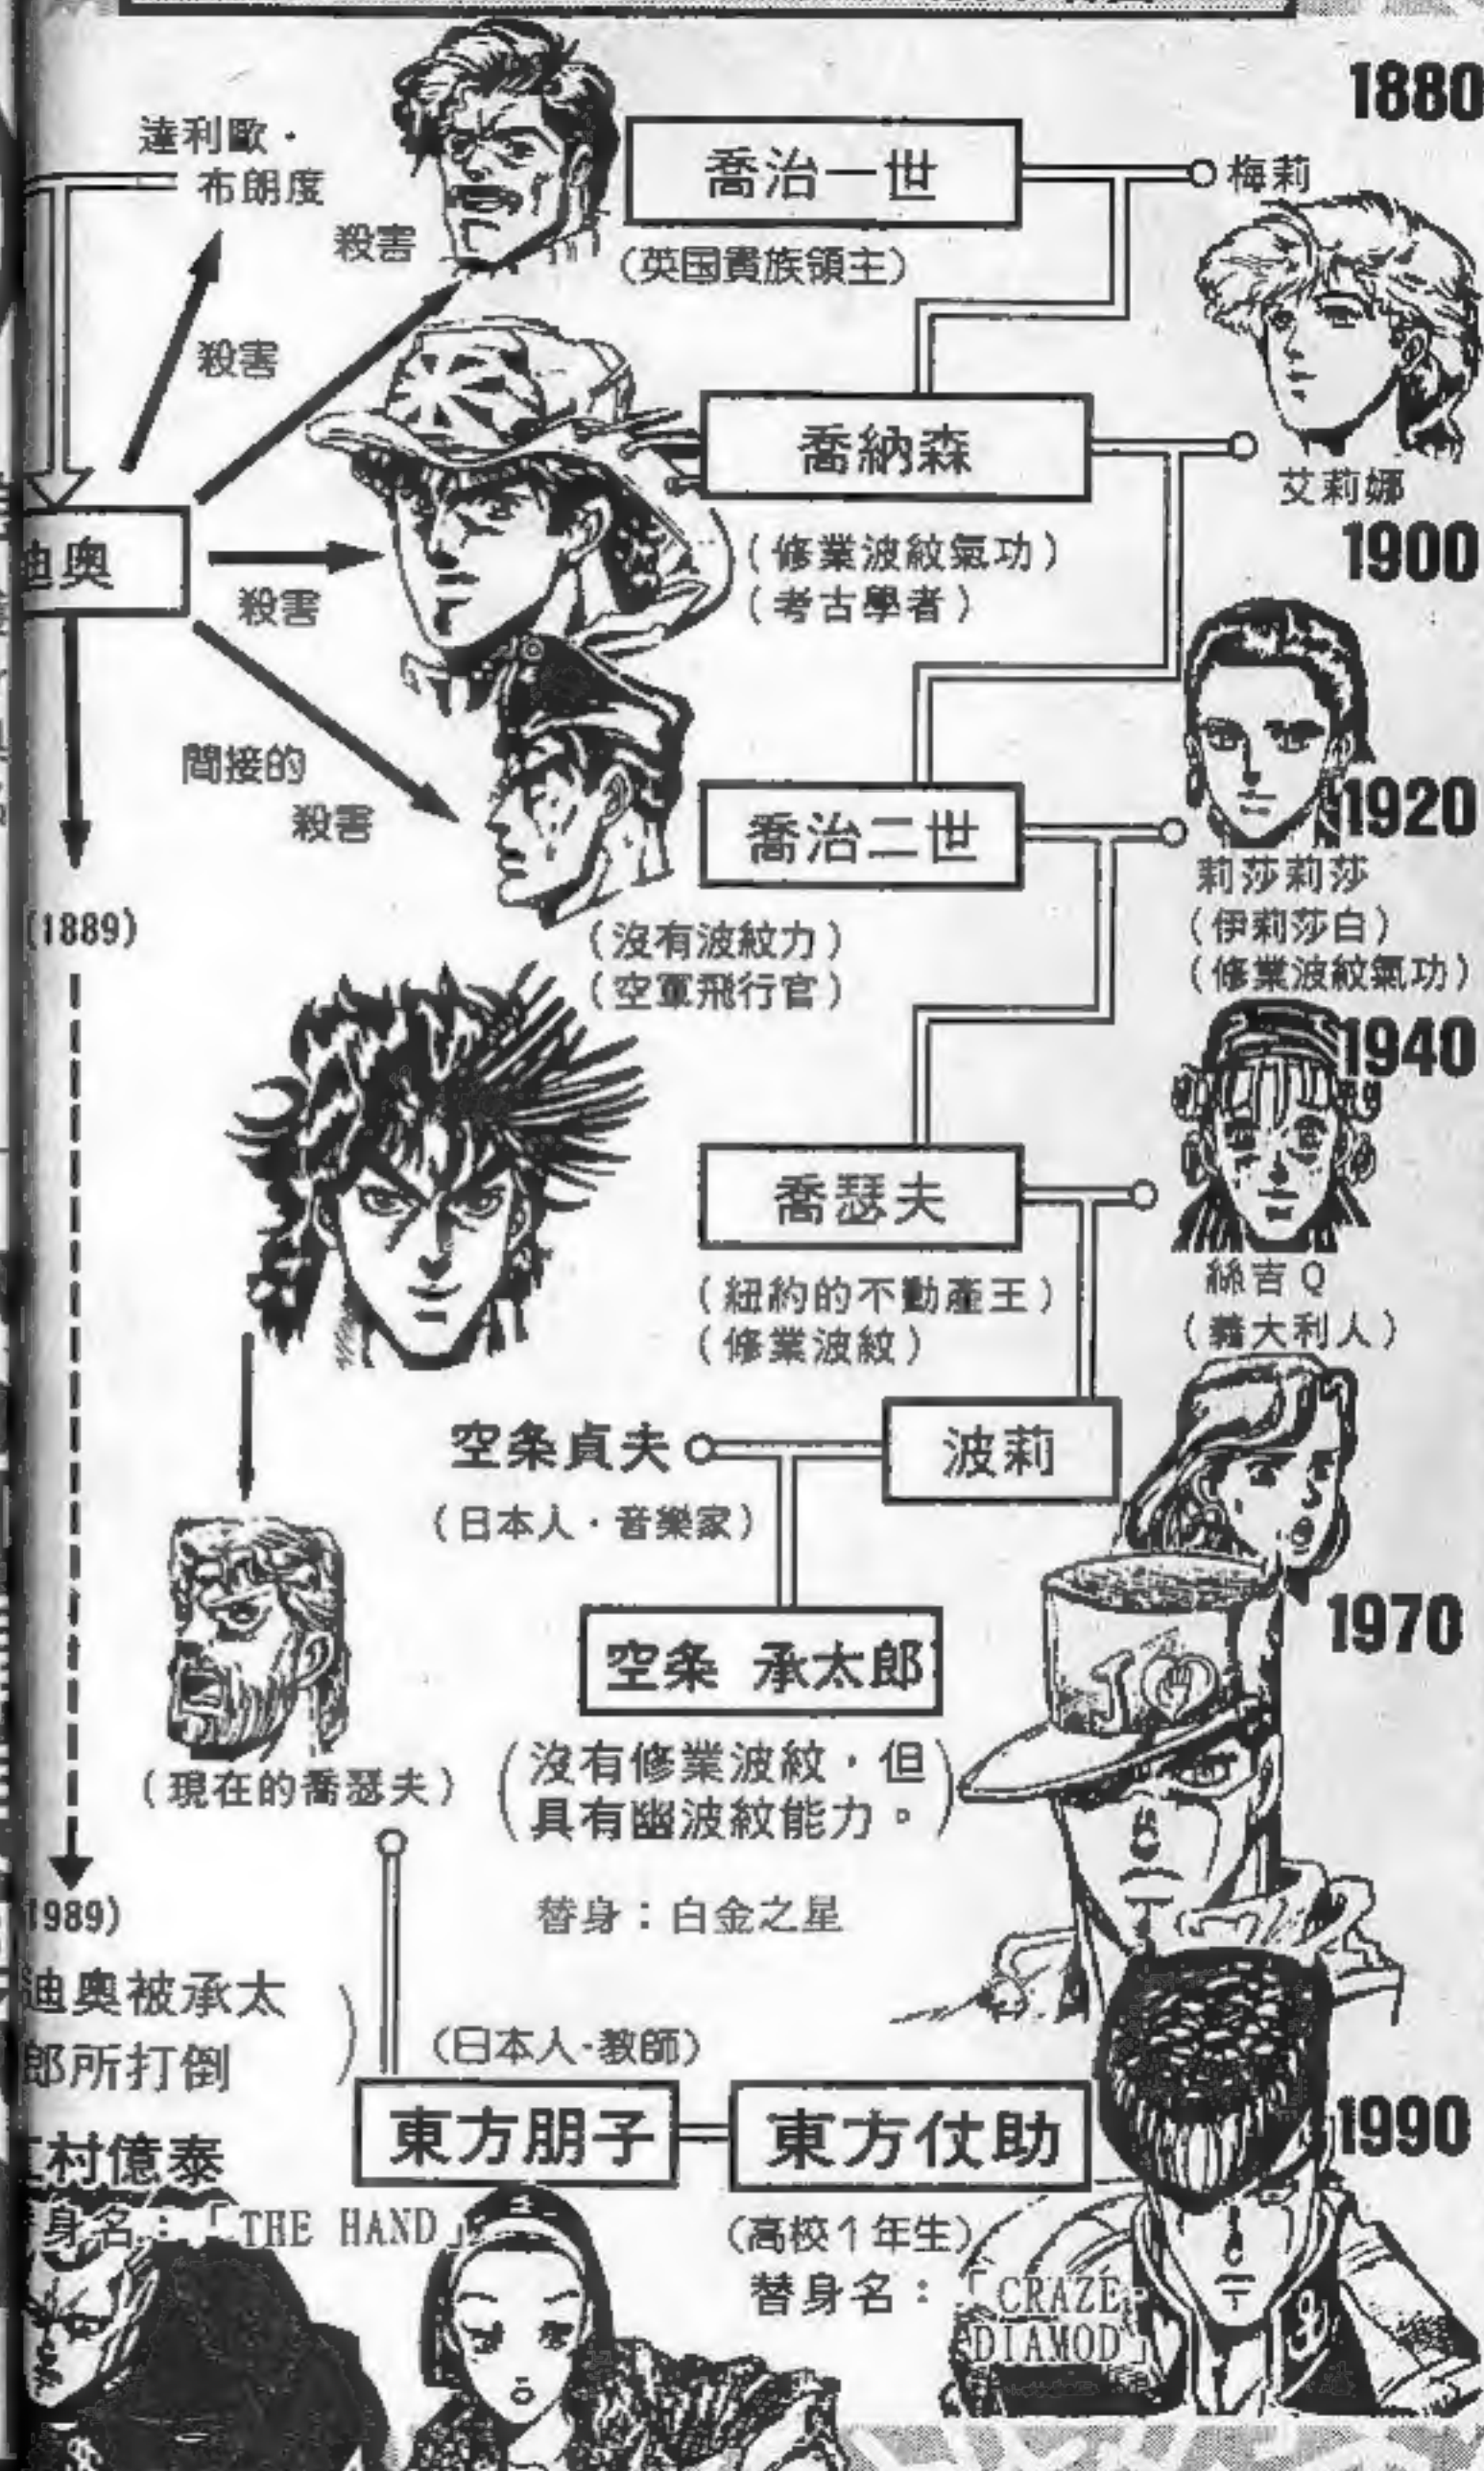 1880
達利歐・
布朗度
殺害
喬治一世
梅莉
(英国貴族領主)
殺害
喬納森
艾莉娜
1900
迪奧
殺害
(修業波紋氣功)
(考古學者)
間接的
殺害
喬治二世
1920
莉莎莉莎
(伊莉莎白)
(修業波紋氣功)
(1889)
(沒有波紋力)
(空軍飛行官)
1940
喬瑟夫
絲吉Q
(義大利人)
(紐約的不動產王)
(修業波紋)
空条貞夫
波莉
(日本人・音樂家)
1970
空条 承太郎
(現在的喬瑟夫)
(沒有修業波紋・但
具有幽波紋能力。)
替身：白金之星
1989)
迪奧被承太
郎所打倒)
(日本人・教師)
東方朋子
東方仗助
1990
村億泰
身名：「THE HAND」
(高校1年生)
替身名：「CRAZE-
DIAMOD」